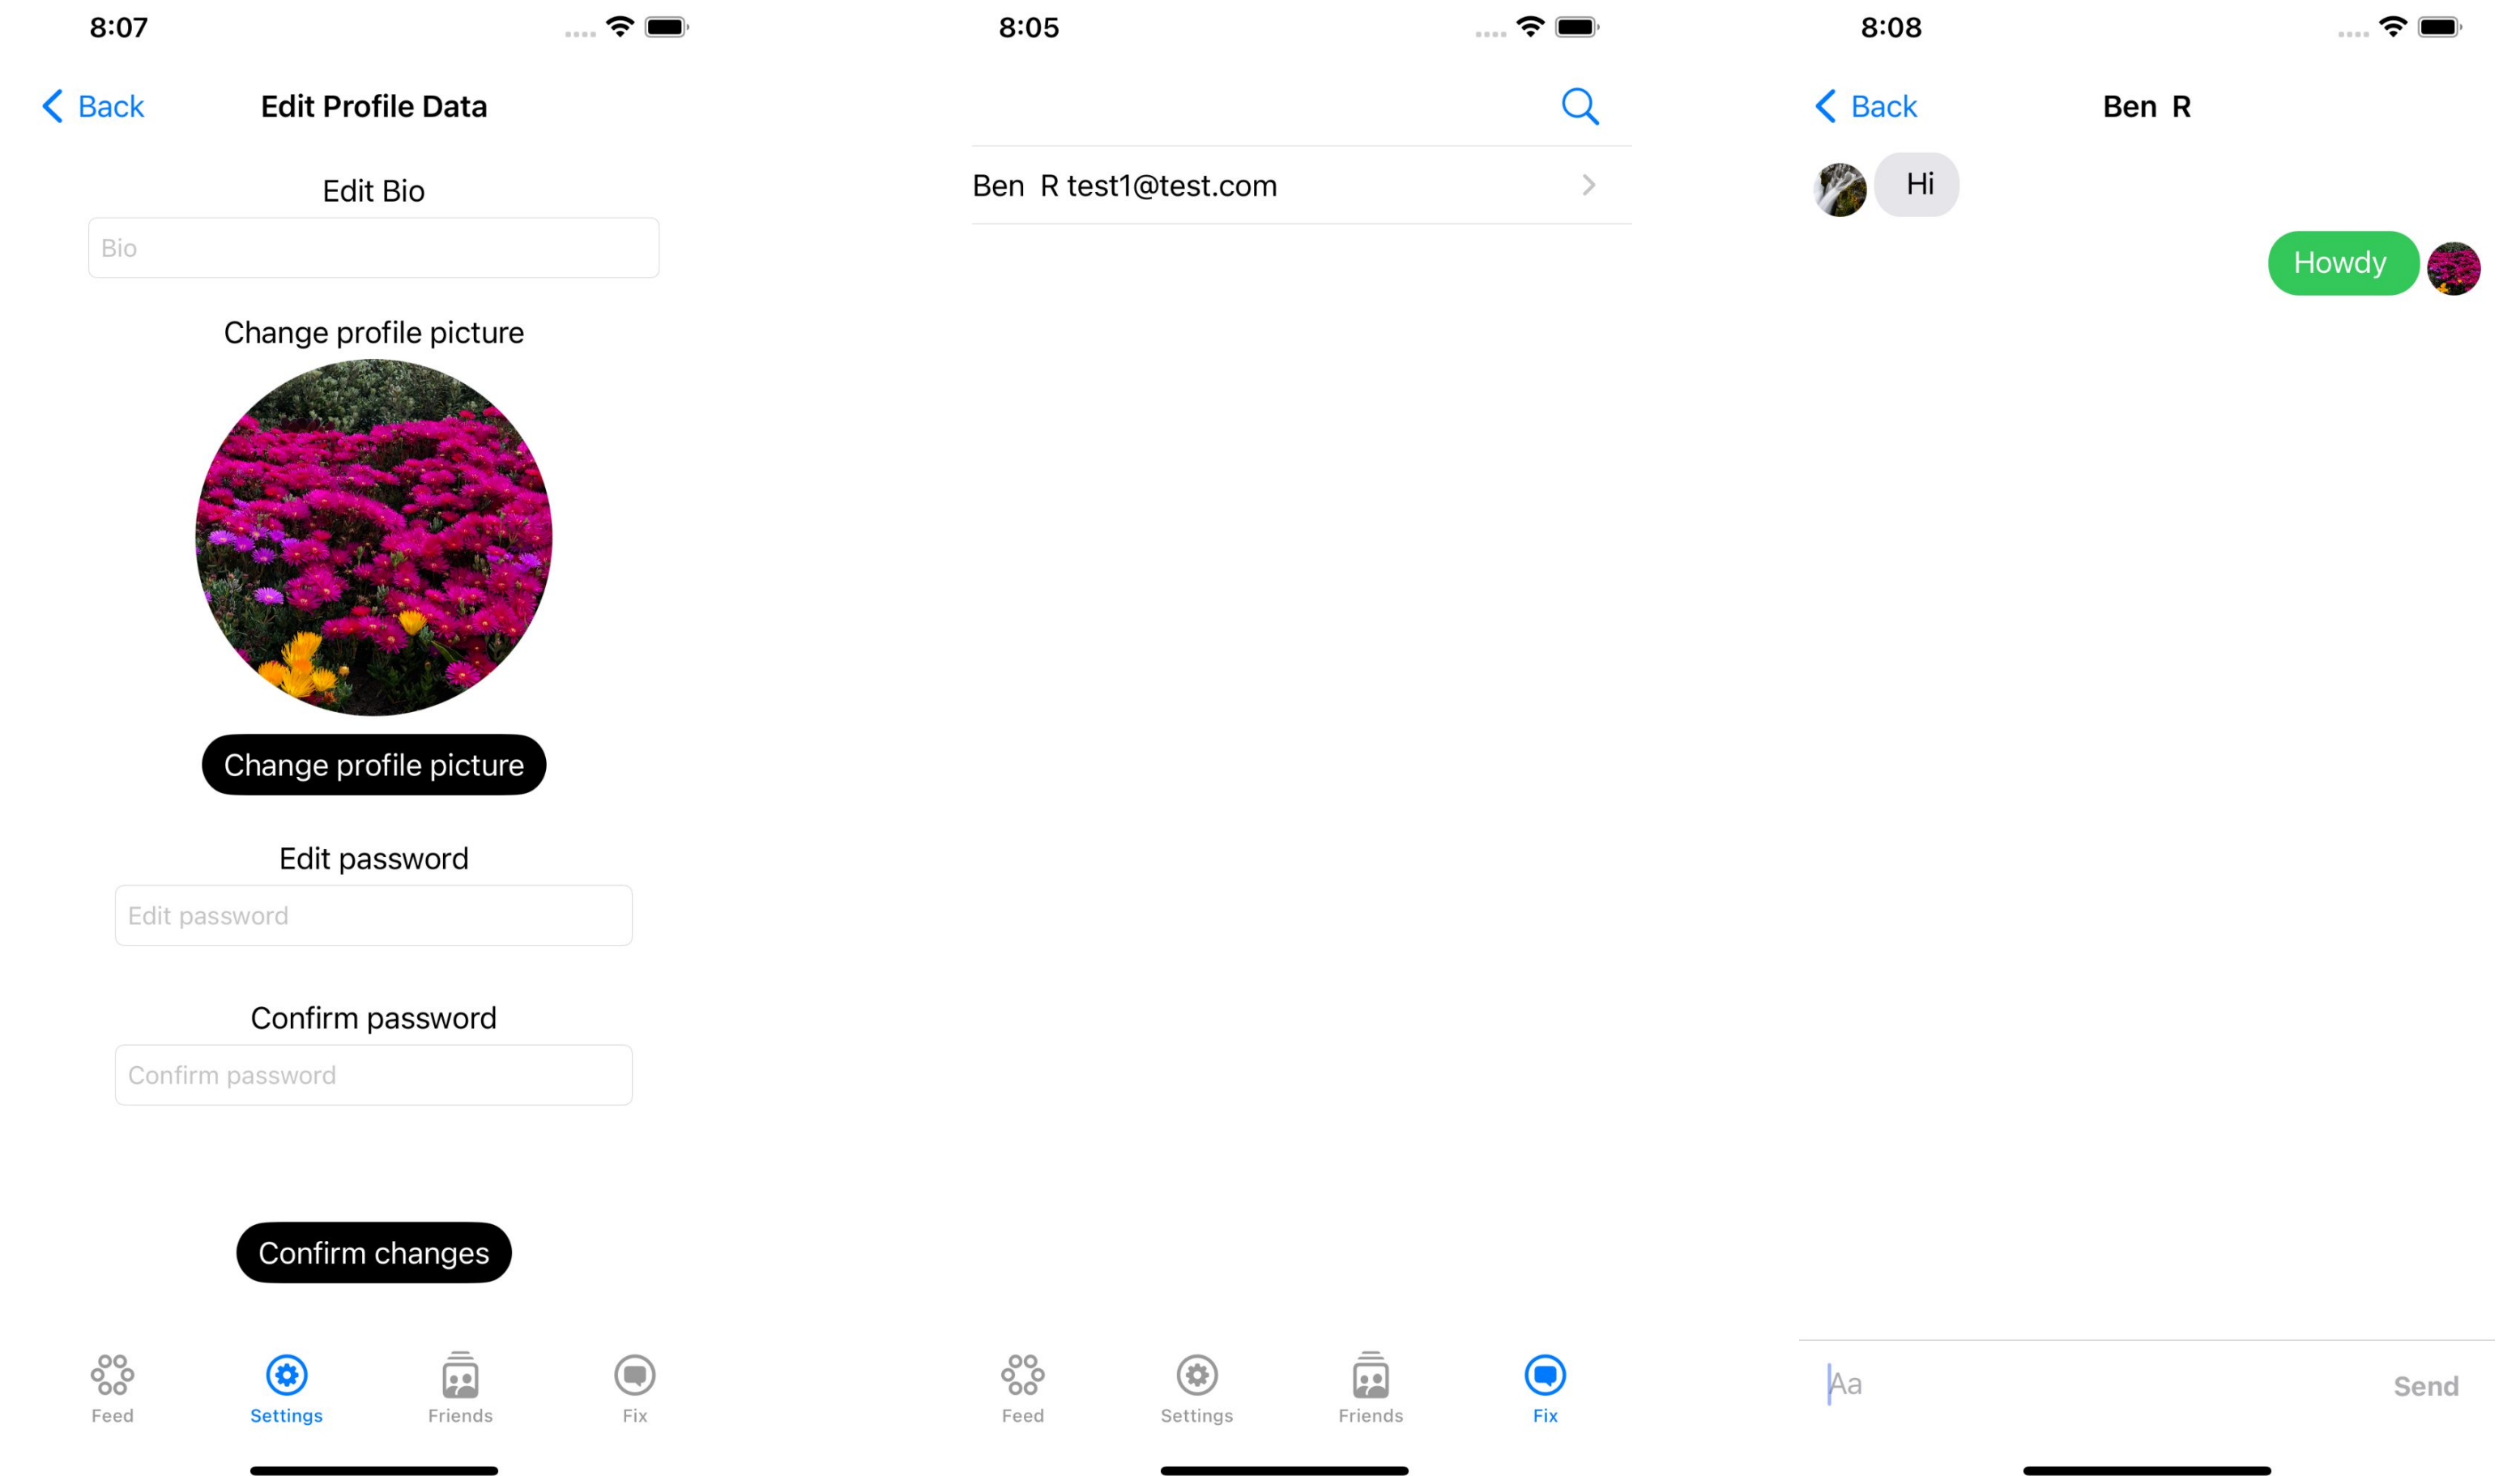 8:07
Back
Edit Profile Data
Edit Bio
Bio
Change profile picture
Change profile picture
Edit password
Edit password
Confirm password
Confirm password
Confirm changes
Feed
Settings
Friends
Fix
8:05
Ben  R test1@test.com
Feed
Settings
Friends
Fix
8:08
Back
Ben  R
Hi
Howdy
Aa
Send